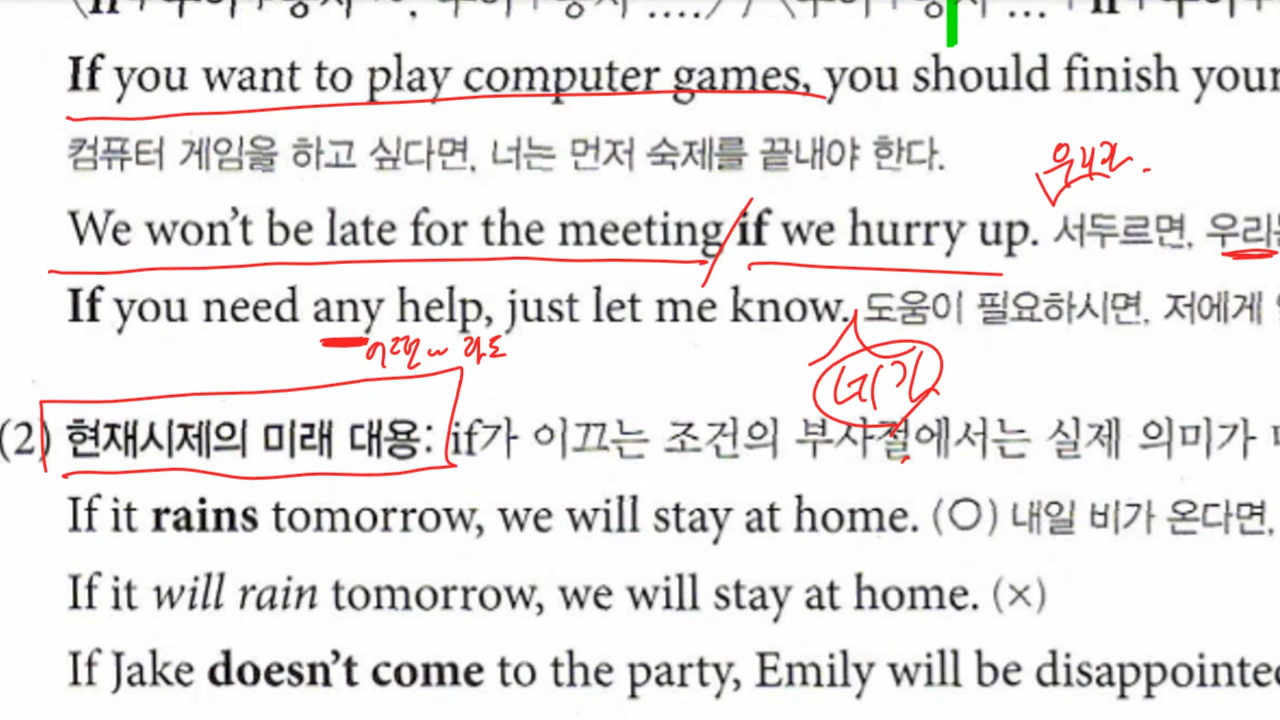 If you want to play computer games, you should finish your
컴퓨터 게임을 하고 싶다면, 너는 먼저 숙제를 끝내야 한다.
우리가.
We won't be late for the meeting / if we hurry up. 서두르면, 우리는
If you need any help, just let me know. 도움이 필요하시면, 저에게
어떤~ 라도
네가
(2) 현재시제의 미래 대용: if가 이끄는 조건의 부사절에서는 실제 의미가
If it rains tomorrow, we will stay at home. (○) 내일 비가 온다면,
If it will rain tomorrow, we will stay at home. (×)
If Jake doesn't come to the party, Emily will be disappointed